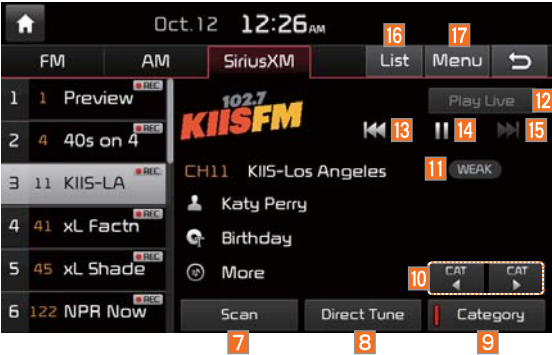 Oct.12 12:26AM
16 17
FM AM SiriusXM List Menu
1 1 Preview REC
2 4 40s on 4 REC
3 11 KIIS-LA REC
4 41 xL Factn REC
5 45 xL Shade REC
6 122 NPR Now REC
102.7
KIISFM
Play Live 12
13 14 15
CH11 KIIS-Los Angeles 11 WEAK
Katy Perry
Birthday
More
10 CAT CAT
Scan Direct Tune Category
7 8 9